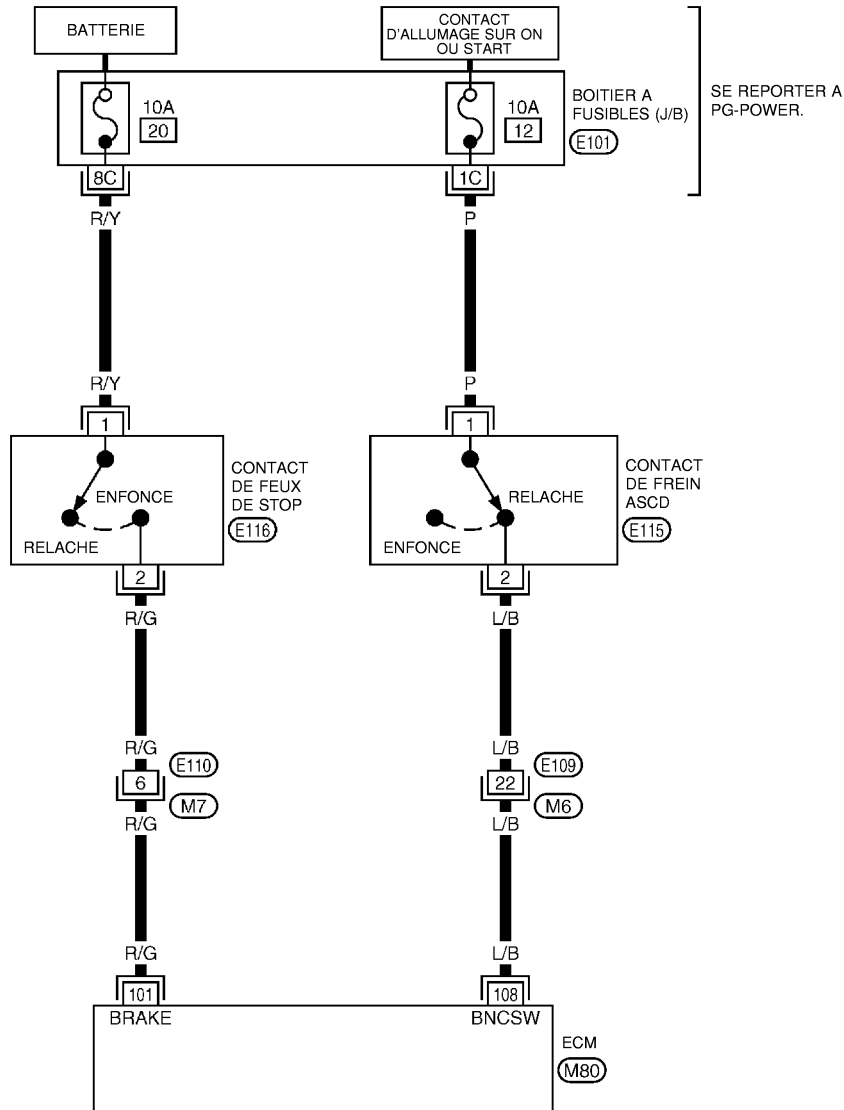 BATTERIE
CONTACT
D'ALLUMAGE SUR ON
OU START
10A
20
10A
12
BOITIER A
FUSIBLES (J/B)
E101
SE REPORTER A
PG-POWER.
8C
1C
R/Y
P
R/Y
P
1
1
ENFONCE
RELACHE
CONTACT
DE FEUX
DE STOP
E116
RELACHE
ENFONCE
CONTACT
DE FREIN
ASCD
E115
2
2
R/G
L/B
R/G
L/B
6
E110
M7
22
E109
M6
R/G
L/B
R/G
L/B
101
108
BRAKE
BNCSW
ECM
M80